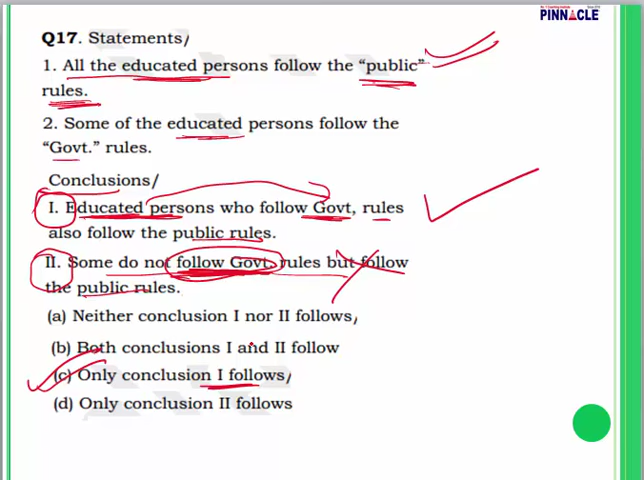 PINNACLE
Q17. Statements/
1. All the educated persons follow the “public”
rules.
2. Some of the educated persons follow the
“Govt.” rules.
Conclusions/
I. Educated persons who follow Govt, rules
also follow the public rules.
II. Some do not follow Govt. rules but follow
the public rules.
(a) Neither conclusion I nor II follows,
(b) Both conclusions I and II follow
(c) Only conclusion I follows/
(d) Only conclusion II follows